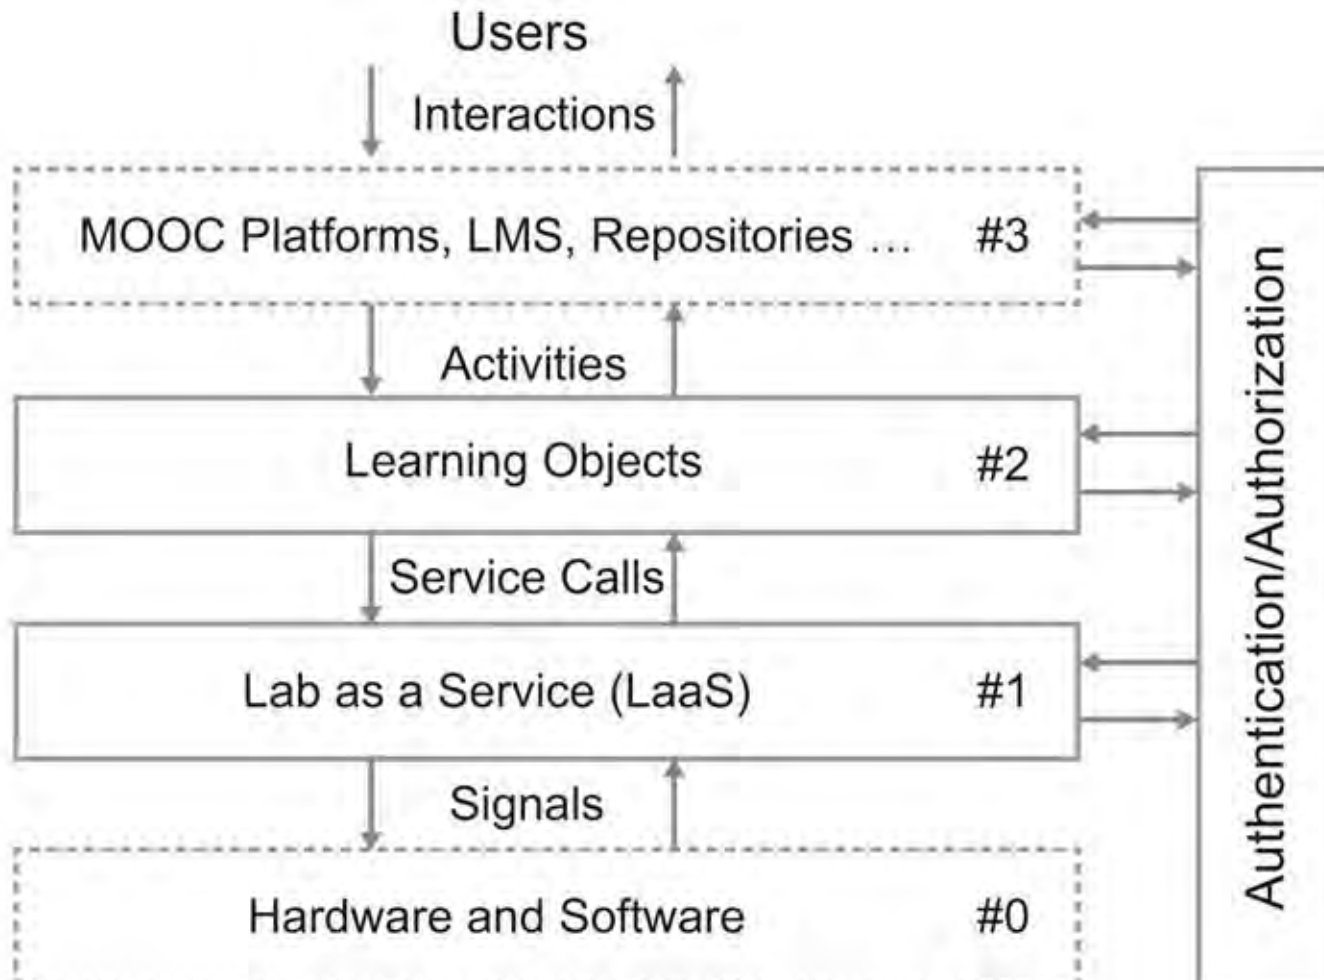 Users
Interactions
MOOC Platforms, LMS, Repositories ... #3
Activities
Learning Objects #2
Service Calls
Lab as a Service (LaaS) #1
Signals
Hardware and Software #0
Authentication/Authorization